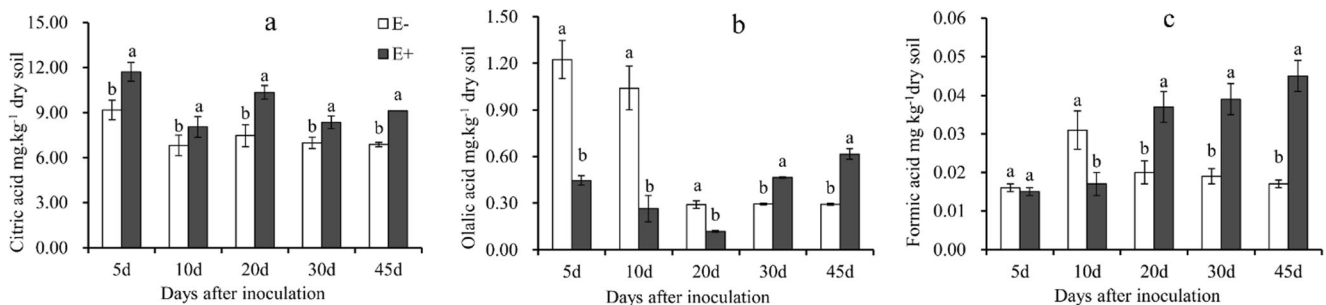 a
Citric acid mg.kg⁻¹ dry soil
15.00
12.00
9.00
6.00
3.00
0.00
E-
E+
b a
b a
b a
b a
b a
5d 10d 20d 30d 45d
Days after inoculation
b
Olalic acid mg.kg⁻¹ dry soil
1.50
1.20
0.90
0.60
0.30
0.00
a b
a b
a b
b a
b a
5d 10d 20d 30d 45d
Days after inoculation
c
Formic acid mg kg⁻¹dry soil
0.06
0.05
0.04
0.03
0.02
0.01
0.00
a a
a b
b a
b a
b a
5d 10d 20d 30d 45d
Days after inoculation